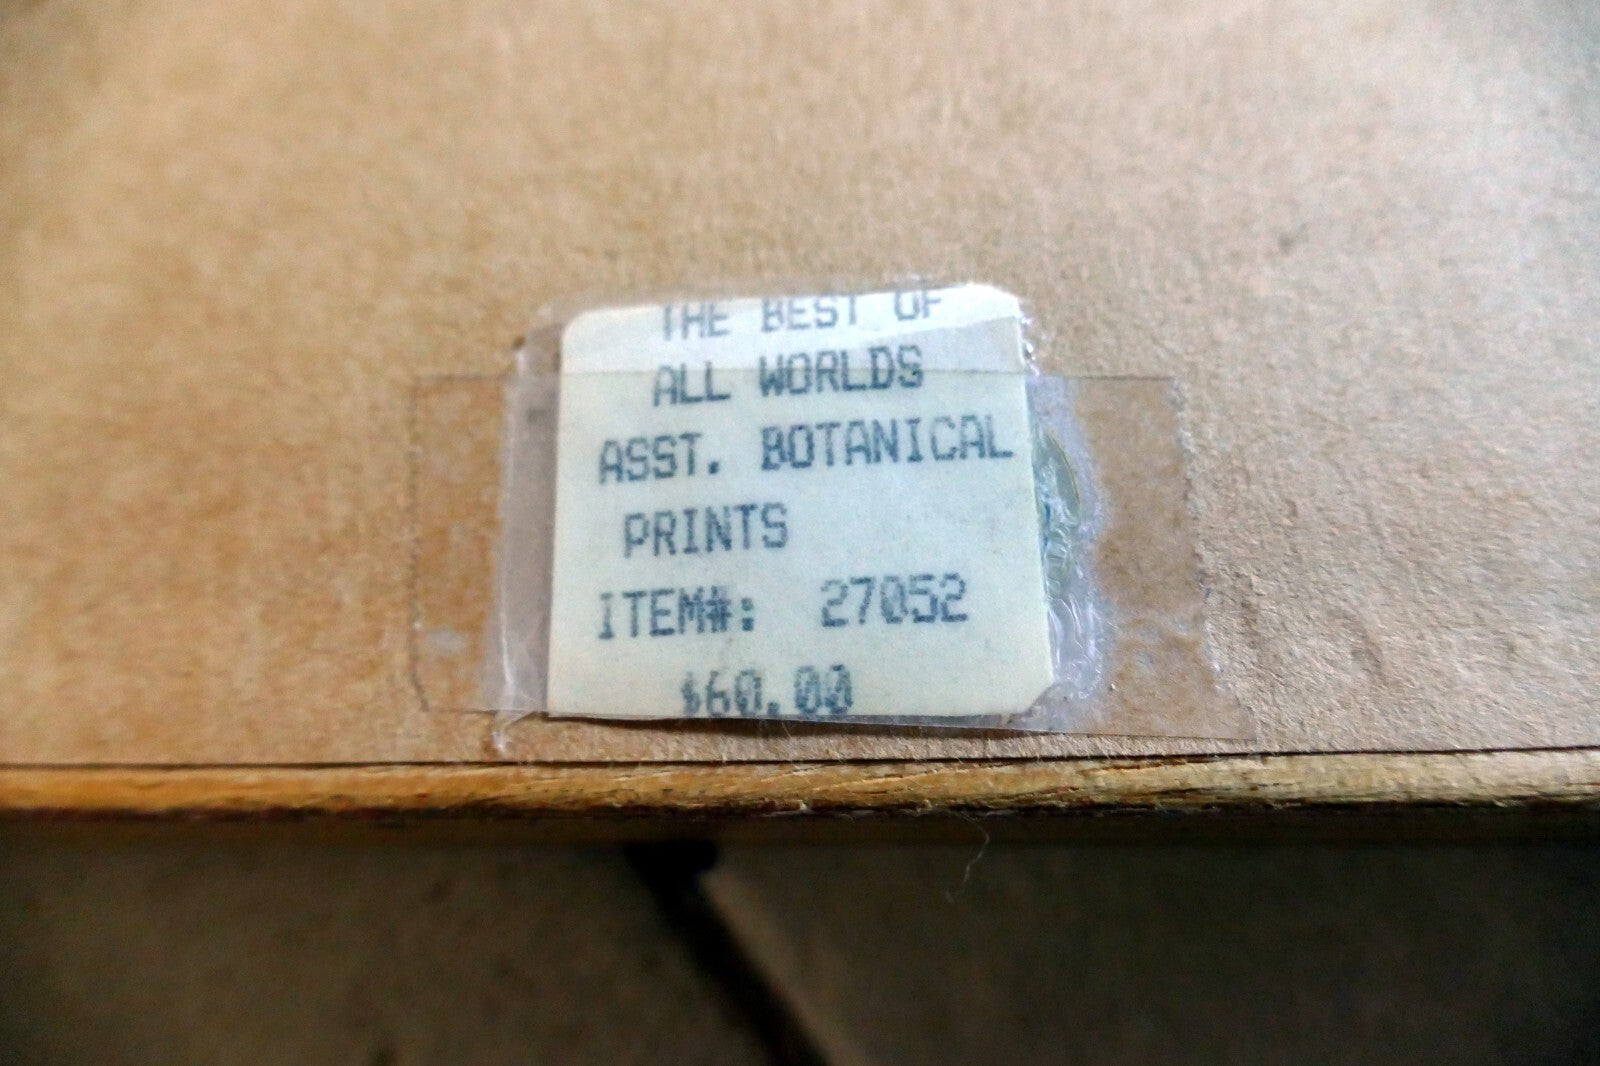 THE BEST OF
ALL WORLDS
ASST. BOTANICAL
PRINTS
ITEM#: 27052
$60.00